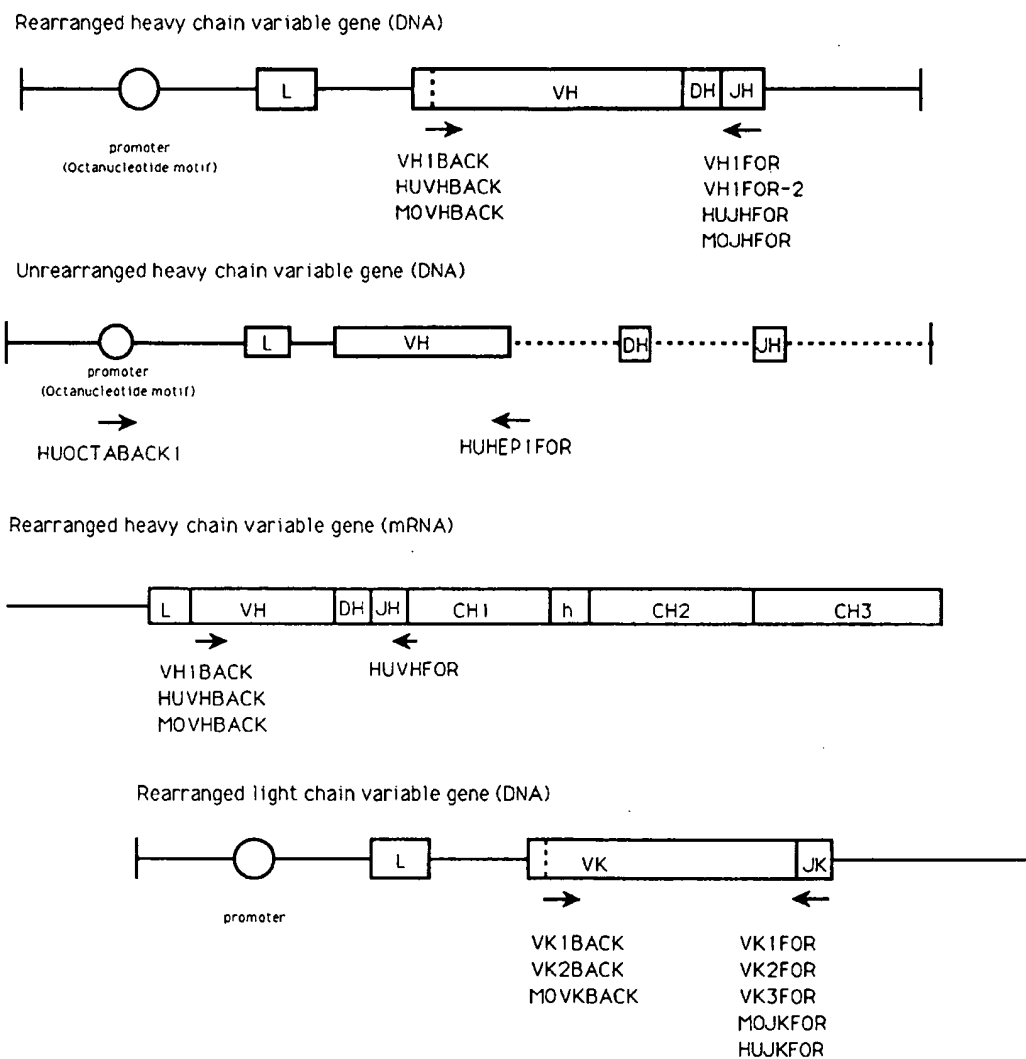 Rearranged heavy chain variable gene (DNA)
L VH DH JH
promoter
(Octanucleotide motif)
VH1BACK
HUVHBACK
MOVHBACK
VH1FOR
VH1FOR-2
HUJHFOR
MOJHFOR
Unrearranged heavy chain variable gene (DNA)
L VH DH JH
promoter
(Octanucleotide motif)
HUOCTABACK1
HUHEP1FOR
Rearranged heavy chain variable gene (mRNA)
L VH DH JH CH1 h CH2 CH3
VH1BACK
HUVHBACK
MOVHBACK
HUVHFOR
Rearranged light chain variable gene (DNA)
L VK JK
promoter
VK1BACK
VK2BACK
MOVKBACK
VK1FOR
VK2FOR
VK3FOR
MOJKFOR
HUJKFOR